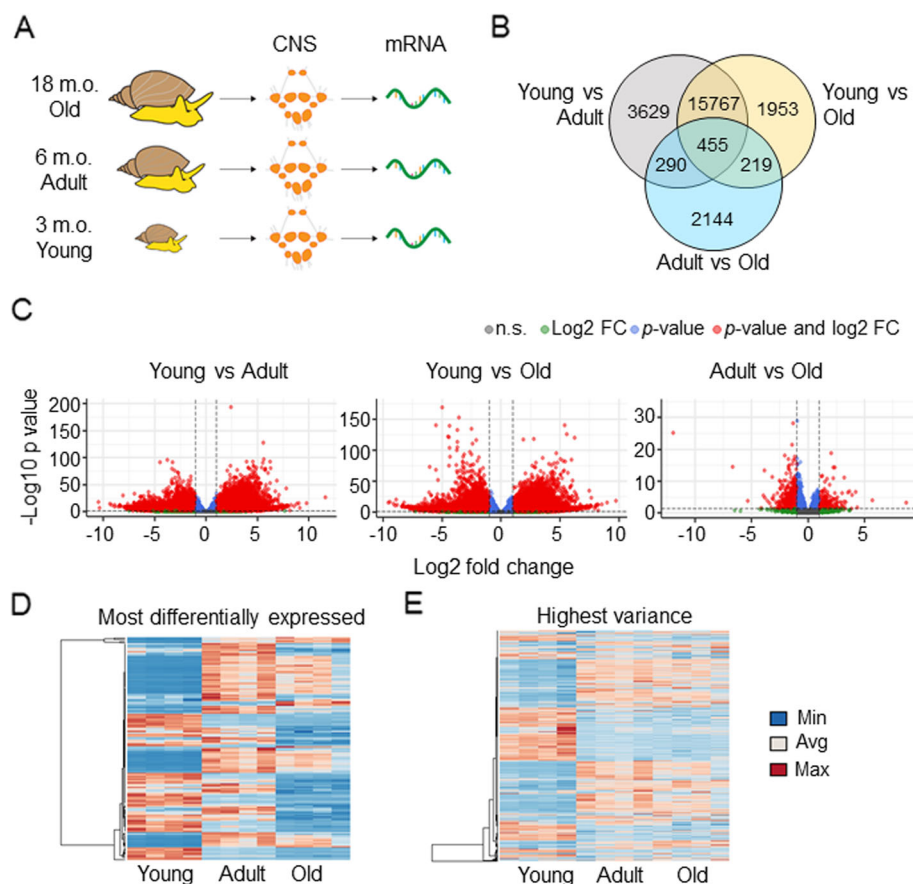 A
CNS
mRNA
18 m.o.
Old
6 m.o.
Adult
3 m.o.
Young
B
Young vs
Adult
Young vs
Old
3629
15767
1953
455
290
219
2144
Adult vs Old
C
n.s. Log2 FC p-value p-value and log2 FC
Young vs Adult
Young vs Old
Adult vs Old
-Log10 p value
200
150
100
50
0
-10 -5 0 5 10
150
100
50
0
-5 0 5 10
30
20
10
0
-10 -5 0 5
Log2 fold change
D
Most differentially expressed
Young Adult Old
E
Highest variance
Young Adult Old
Min
Avg
Max